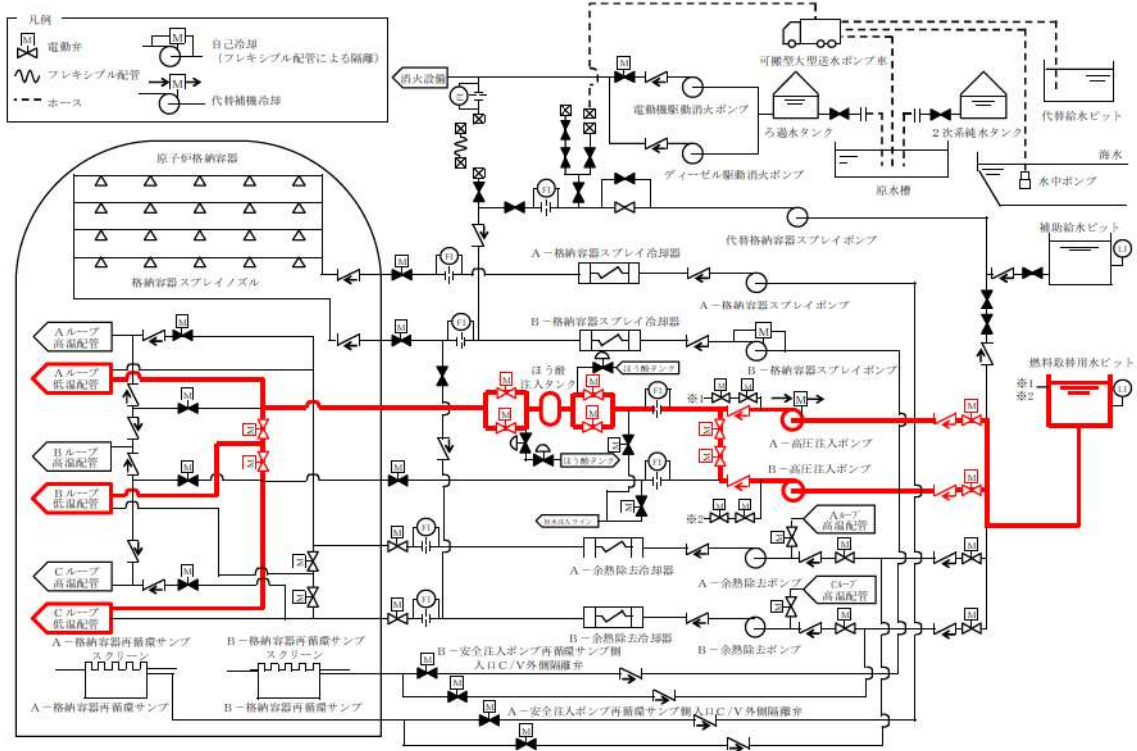 凡例
M
電動弁
フレキシブル配管
ホース
M
自己冷却
(フレキシブル配管による隔離)
M
代替補機冷却
消火設備
電動機駆動消火ポンプ
ディーゼル駆動消火ポンプ
可搬型大型送水ポンプ車
ろ過水タンク
2次系純水タンク
原水槽
代替給水ピット
海水
水中ポンプ
原子炉格納容器
格納容器スプレイノズル
FI
代替格納容器スプレイポンプ
補助給水ピット
LI
A-格納容器スプレイ冷却器
A-格納容器スプレイポンプ
B-格納容器スプレイ冷却器
B-格納容器スプレイポンプ
燃料取替用水ピット
※1
※2
LI
Aループ
高温配管
Aループ
低温配管
Bループ
高温配管
Bループ
低温配管
Cループ
高温配管
Cループ
低温配管
ほう酸
注入タンク
ほう酸タンク
ほう酸タンク
※1
A-高圧注入ポンプ
B-高圧注入ポンプ
※2
Aループ
高温配管
A-余熱除去冷却器
A-余熱除去ポンプ
Cループ
高温配管
B-余熱除去冷却器
B-余熱除去ポンプ
A-格納容器再循環サンプ
スクリーン
B-格納容器再循環サンプ
スクリーン
A-格納容器再循環サンプ
B-格納容器再循環サンプ
B-安全注入ポンプ再循環サンプ側
入口C/V外側隔離弁
A-安全注入ポンプ再循環サンプ側入口C/V外側隔離弁